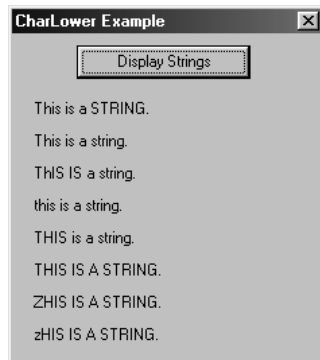 CharLower Example
Display Strings
This is a STRING.
This is a string.
ThIS IS a string.
this is a string.
THIS is a string.
THIS IS A STRING.
ZHIS IS A STRING.
zHIS IS A STRING.